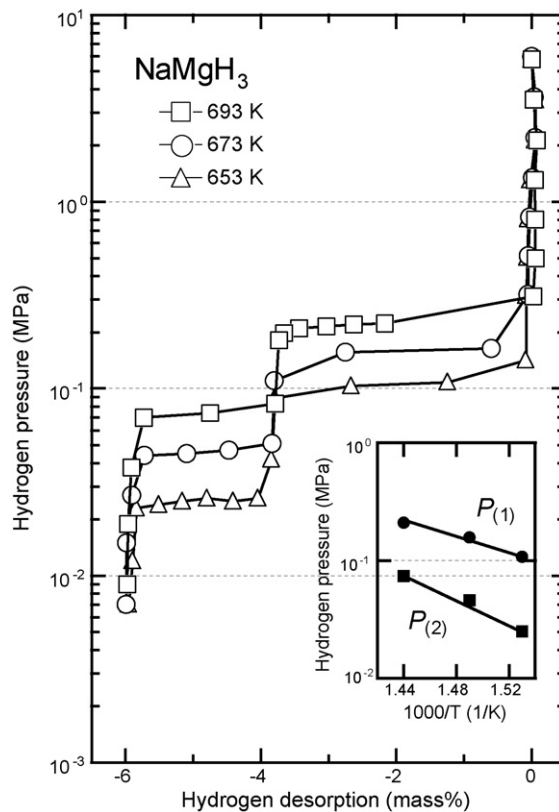 NaMgH3
693 K
673 K
653 K
Hydrogen pressure (MPa)
10^1
10^0
10^-1
10^-2
10^-3
-6
-4
-2
0
Hydrogen desorption (mass%)
Hydrogen pressure (MPa)
10^0
10^-1
10^-2
P(1)
P(2)
1.44
1.49
1.53
1000/T (1/K)